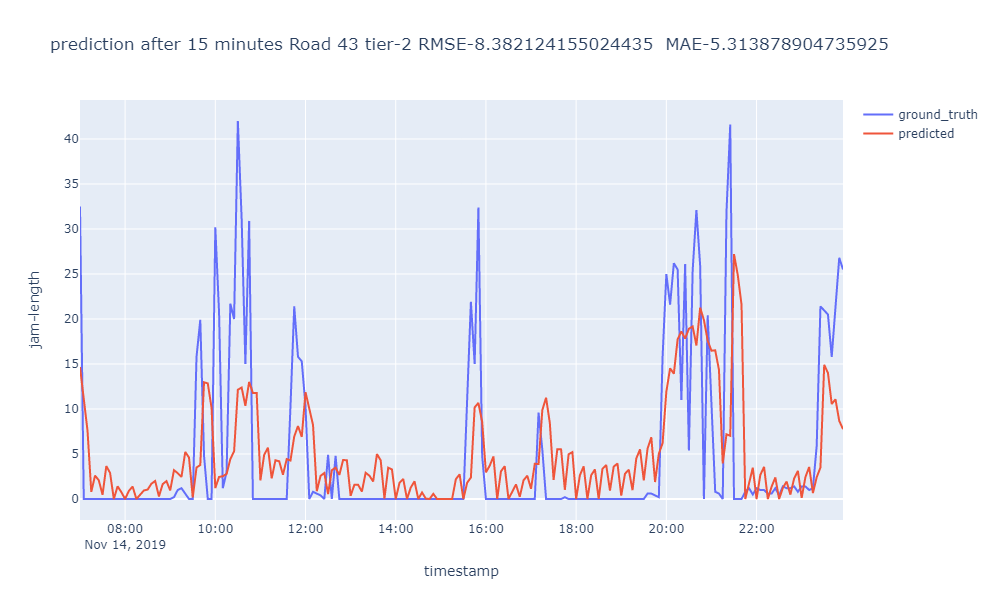 prediction after 15 minutes Road 43 tier-2 RMSE-8.382124155024435  MAE-5.313878904735925
ground_truth
predicted
40
35
30
25
20
15
10
5
0
jam-length
08:00 10:00 12:00 14:00 16:00 18:00 20:00 22:00
Nov 14, 2019
timestamp